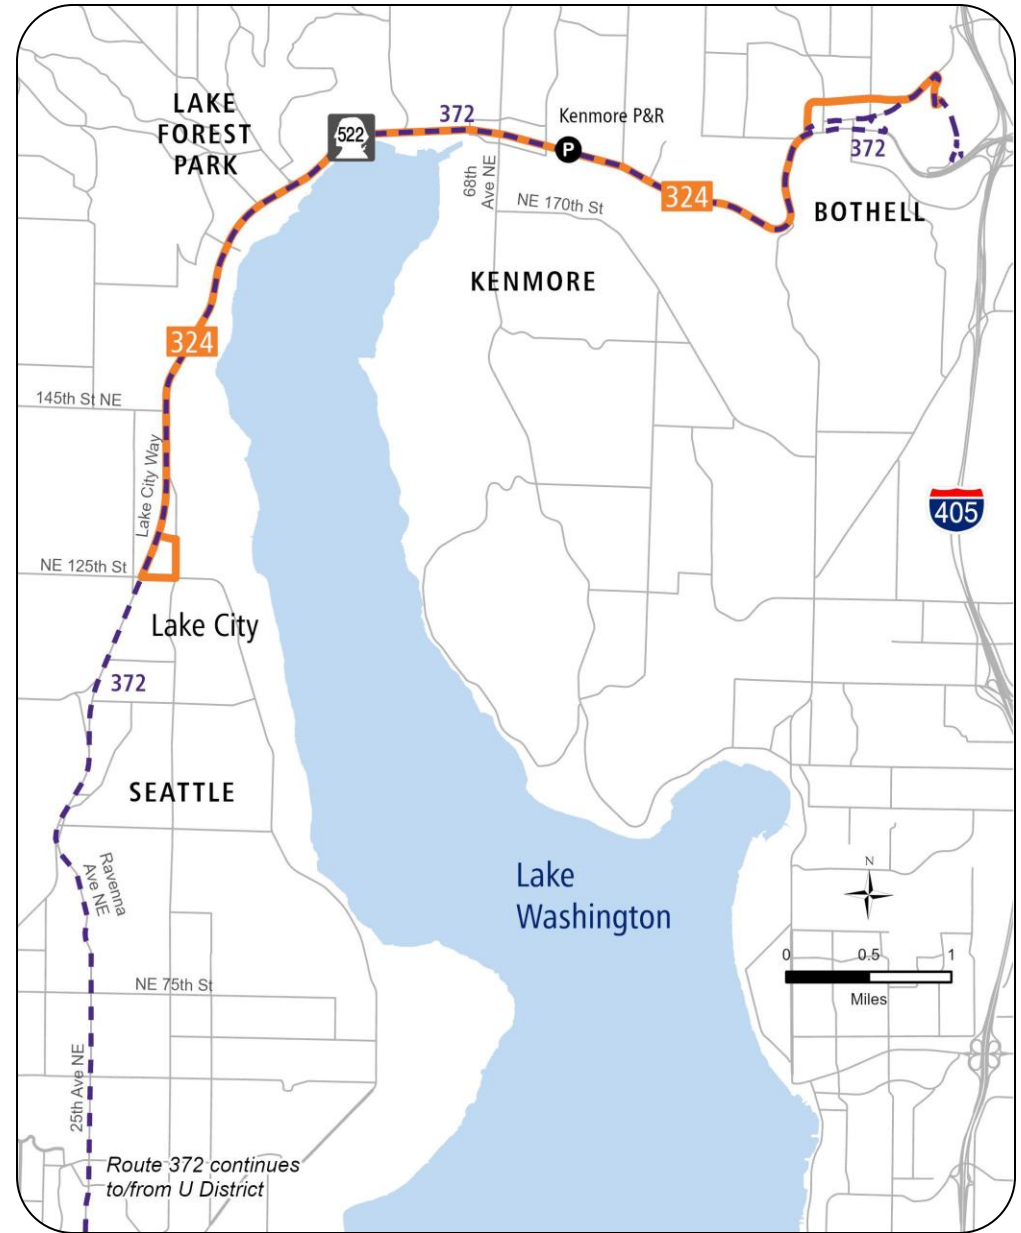 LAKE
FOREST
PARK
522
372
Kenmore P&R
P
68th
Ave NE
NE 170th St
324
372
BOTHELL
KENMORE
324
145th St NE
Lake City Way
405
NE 125th St
Lake City
372
SEATTLE
Ravenna
Ave NE
Lake
Washington
N
0 0.5 1
Miles
NE 75th St
25th Ave NE
Route 372 continues
to/from U District